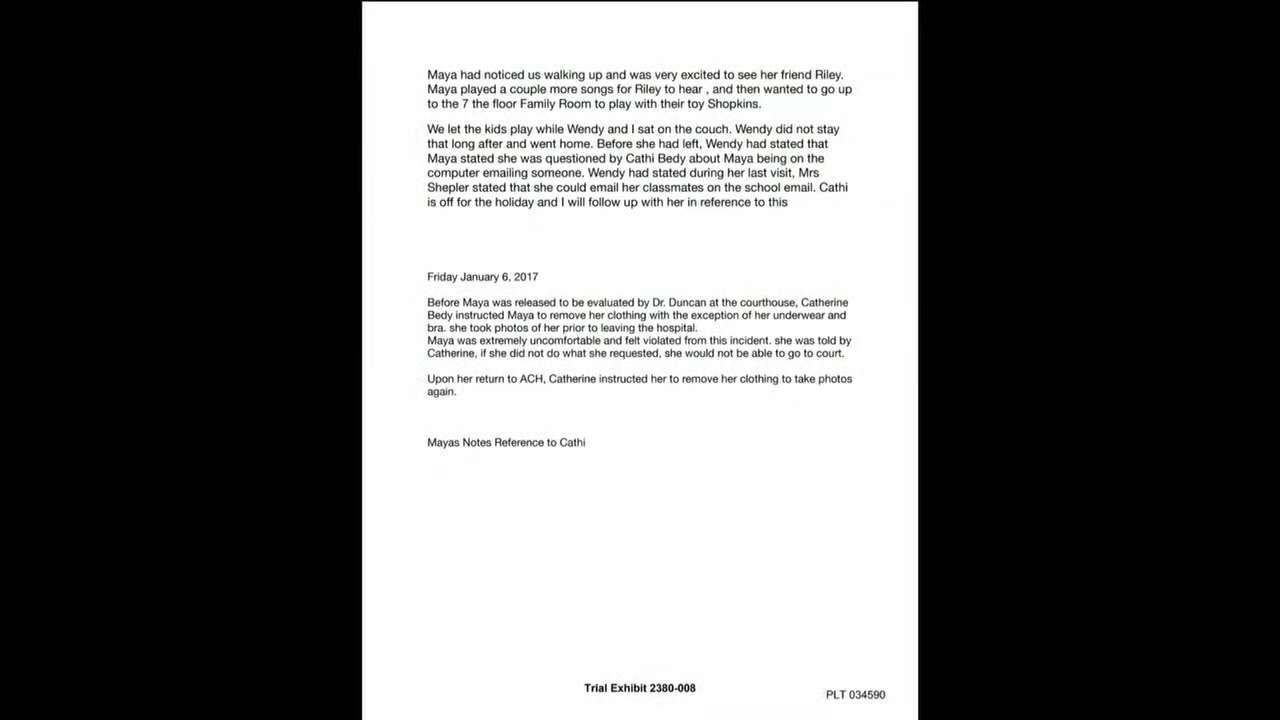 Maya had noticed us walking up and was very excited to see her friend Riley.
Maya played a couple more songs for Riley to hear , and then wanted to go up
to the 7 the floor Family Room to play with their toy Shopkins.
We let the kids play while Wendy and I sat on the couch. Wendy did not stay
that long after and went home. Before she had left, Wendy had stated that
Maya stated she was questioned by Cathi Bedy about Maya being on the
computer emailing someone. Wendy had stated during her last visit, Mrs
Shepler stated that she could email her classmates on the school email. Cathi
is off for the holiday and I will follow up with her in reference to this
Friday January 6, 2017
Before Maya was released to be evaluated by Dr. Duncan at the courthouse, Catherine
Bedy instructed Maya to remove her clothing with the exception of her underwear and
bra. she took photos of her prior to leaving the hospital.
Maya was extremely uncomfortable and felt violated from this incident. she was told by
Catherine, if she did not do what she requested, she would not be able to go to court.
Upon her return to ACH, Catherine instructed her to remove her clothing to take photos
again.
Mayas Notes Reference to Cathi
Trial Exhibit 2380-008
PLT 034590